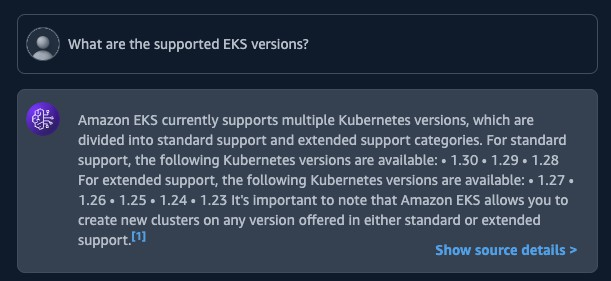 What are the supported EKS versions?
Amazon EKS currently supports multiple Kubernetes versions, which are
divided into standard support and extended support categories. For standard
support, the following Kubernetes versions are available: • 1.30 • 1.29 • 1.28
For extended support, the following Kubernetes versions are available: • 1.27 •
1.26 • 1.25 • 1.24 • 1.23 It's important to note that Amazon EKS allows you to
create new clusters on any version offered in either standard or extended
support.[1]
Show source details >